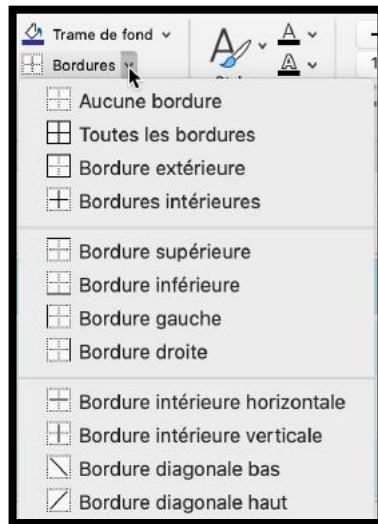 Trame de fond
Bordures
Aucune bordure
Toutes les bordures
Bordure extérieure
Bordures intérieures
Bordure supérieure
Bordure inférieure
Bordure gauche
Bordure droite
Bordure intérieure horizontale
Bordure intérieure verticale
Bordure diagonale bas
Bordure diagonale haut